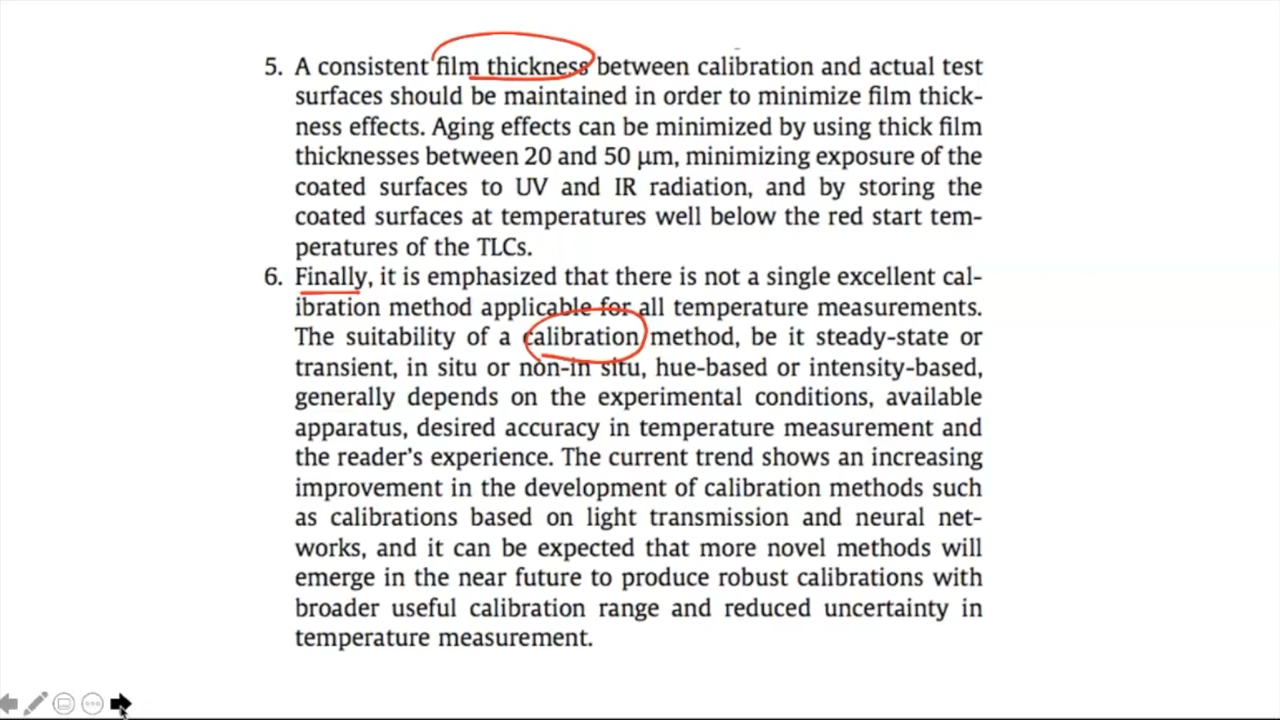 5. A consistent film thickness between calibration and actual test
surfaces should be maintained in order to minimize film thick-
ness effects. Aging effects can be minimized by using thick film
thicknesses between 20 and 50 μm, minimizing exposure of the
coated surfaces to UV and IR radiation, and by storing the
coated surfaces at temperatures well below the red start tem-
peratures of the TLCs.
6. Finally, it is emphasized that there is not a single excellent cal-
ibration method applicable for all temperature measurements.
The suitability of a calibration method, be it steady-state or
transient, in situ or non-in situ, hue-based or intensity-based,
generally depends on the experimental conditions, available
apparatus, desired accuracy in temperature measurement and
the reader's experience. The current trend shows an increasing
improvement in the development of calibration methods such
as calibrations based on light transmission and neural net-
works, and it can be expected that more novel methods will
emerge in the near future to produce robust calibrations with
broader useful calibration range and reduced uncertainty in
temperature measurement.